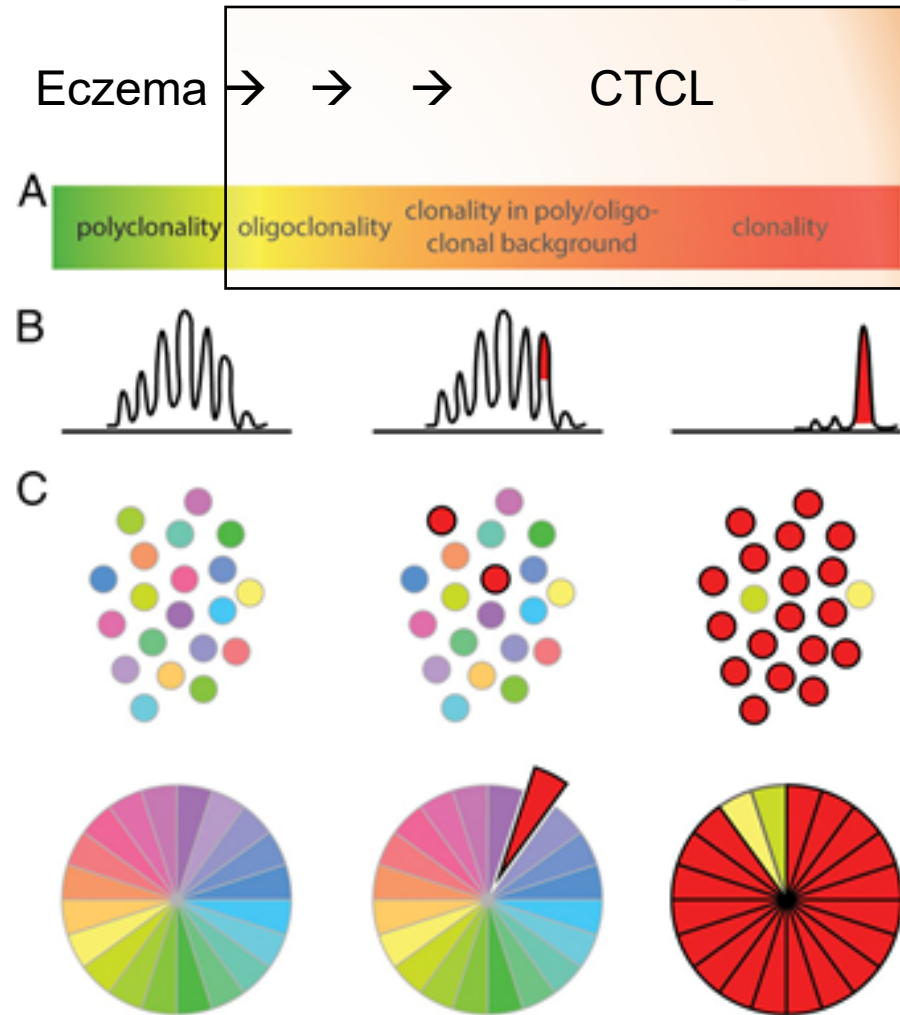 Eczema → → → CTCL
A
polyclonality oligoclonality clonality in poly/oligo-
clonal background clonality
B
C